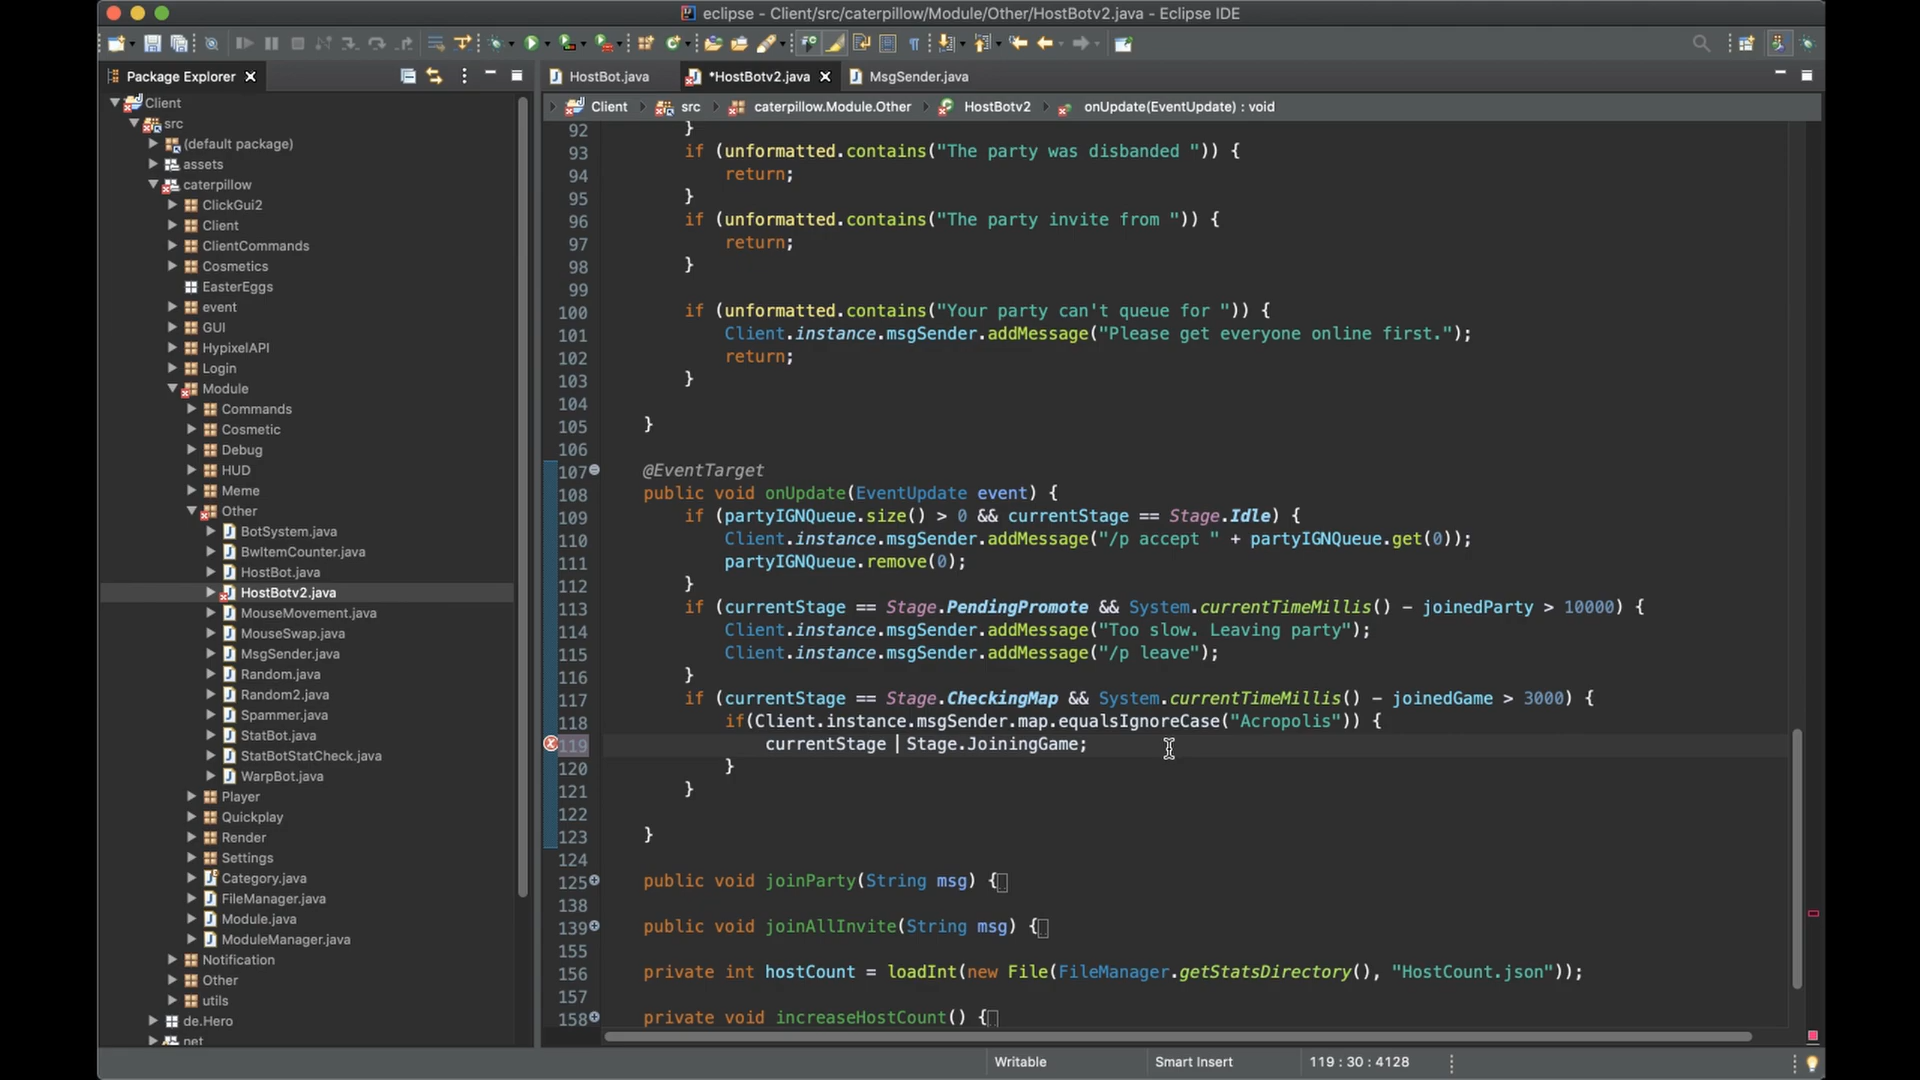 eclipse - Client/src/caterpillow/Module/Other/HostBotv2.java - Eclipse IDE
Package Explorer
HostBot.java
*HostBotv2.java
MsgSender.java
Client
src
caterpillow.Module.Other
HostBotv2
onUpdate(EventUpdate) : void
Client
src
(default package)
assets
caterpillow
ClickGui2
Client
ClientCommands
Cosmetics
EasterEggs
event
GUI
HypixelAPI
Login
Module
Commands
Cosmetic
Debug
HUD
Meme
Other
BotSystem.java
BwItemCounter.java
HostBot.java
HostBotv2.java
MouseMovement.java
MouseSwap.java
MsgSender.java
Random.java
Random2.java
Spammer.java
StatBot.java
StatBotStatCheck.java
WarpBot.java
Player
Quickplay
Render
Settings
Category.java
FileManager.java
Module.java
ModuleManager.java
Notification
Other
utils
de.Hero
net
92 }
93 if (unformatted.contains("The party was disbanded ")) {
94 return;
95 }
96 if (unformatted.contains("The party invite from ")) {
97 return;
98 }
99
100 if (unformatted.contains("Your party can't queue for ")) {
101 Client.instance.msgSender.addMessage("Please get everyone online first.");
102 return;
103 }
104
105 }
106
107 @EventTarget
108 public void onUpdate(EventUpdate event) {
109 if (partyIGNQueue.size() > 0 && currentStage == Stage.Idle) {
110 Client.instance.msgSender.addMessage("/p accept " + partyIGNQueue.get(0));
111 partyIGNQueue.remove(0);
112 }
113 if (currentStage == Stage.PendingPromote && System.currentTimeMillis() - joinedParty > 10000) {
114 Client.instance.msgSender.addMessage("Too slow. Leaving party");
115 Client.instance.msgSender.addMessage("/p leave");
116 }
117 if (currentStage == Stage.CheckingMap && System.currentTimeMillis() - joinedGame > 3000) {
118 if(Client.instance.msgSender.map.equalsIgnoreCase("Acropolis")) {
119 currentStage Stage.JoiningGame;
120 }
121 }
122
123 }
124
125 public void joinParty(String msg) {
138
139 public void joinAllInvite(String msg) {
155
156 private int hostCount = loadInt(new File(FileManager.getStatsDirectory(), "HostCount.json"));
157
158 private void increaseHostCount() {
Writable
Smart Insert
119 : 30 : 4128